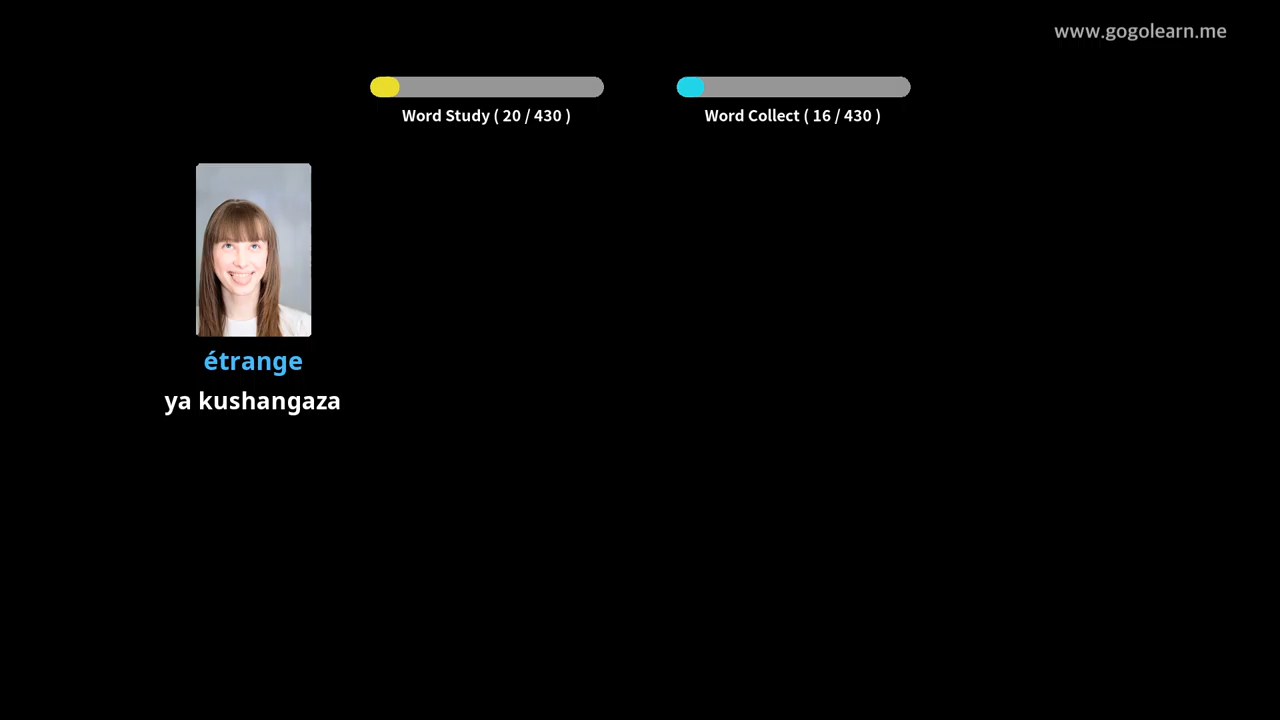 www.gogolearn.me
Word Study ( 20 / 430 )
Word Collect ( 16 / 430 )
étrange
ya kushangaza